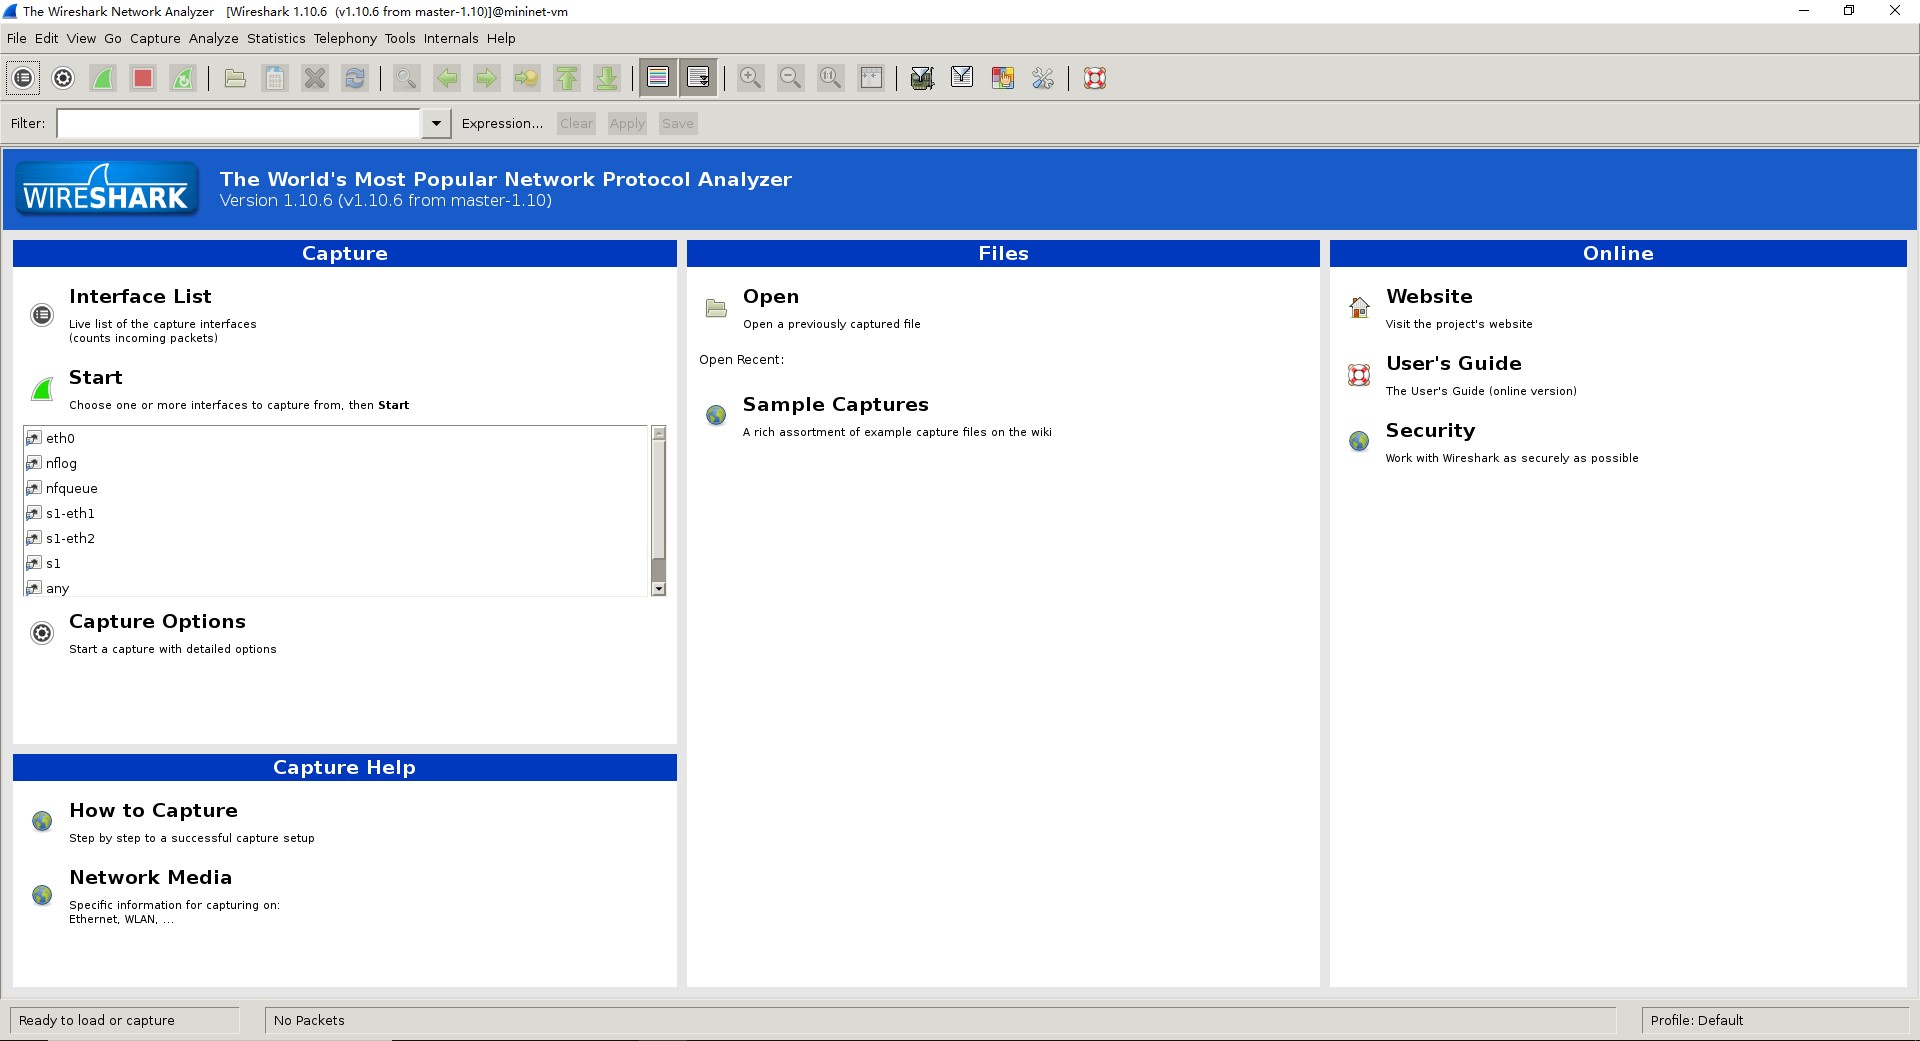 The Wireshark Network Analyzer   [Wireshark 1.10.6  (v1.10.6 from master-1.10)]@mininet-vm
File Edit View Go Capture Analyze Statistics Telephony Tools Internals Help
Filter: Expression... Clear Apply Save
WIRESHARK
The World's Most Popular Network Protocol Analyzer
Version 1.10.6 (v1.10.6 from master-1.10)
Capture
Interface List
Live list of the capture interfaces
(counts incoming packets)
Start
Choose one or more interfaces to capture from, then Start
eth0
nflog
nfqueue
s1-eth1
s1-eth2
s1
any
Capture Options
Start a capture with detailed options
Capture Help
How to Capture
Step by step to a successful capture setup
Network Media
Specific information for capturing on:
Ethernet, WLAN, ...
Files
Open
Open a previously captured file
Open Recent:
Sample Captures
A rich assortment of example capture files on the wiki
Online
Website
Visit the project's website
User's Guide
The User's Guide (online version)
Security
Work with Wireshark as securely as possible
Ready to load or capture
No Packets
Profile: Default